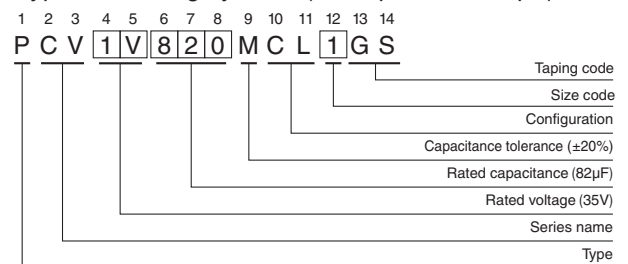 1 2 3 4 5 6 7 8 9 10 11 12 13 14
P C V 1 V 8 2 0 M C L 1 G S
Taping code
Size code
Configuration
Capacitance tolerance (±20%)
Rated capacitance (82µF)
Rated voltage (35V)
Series name
Type